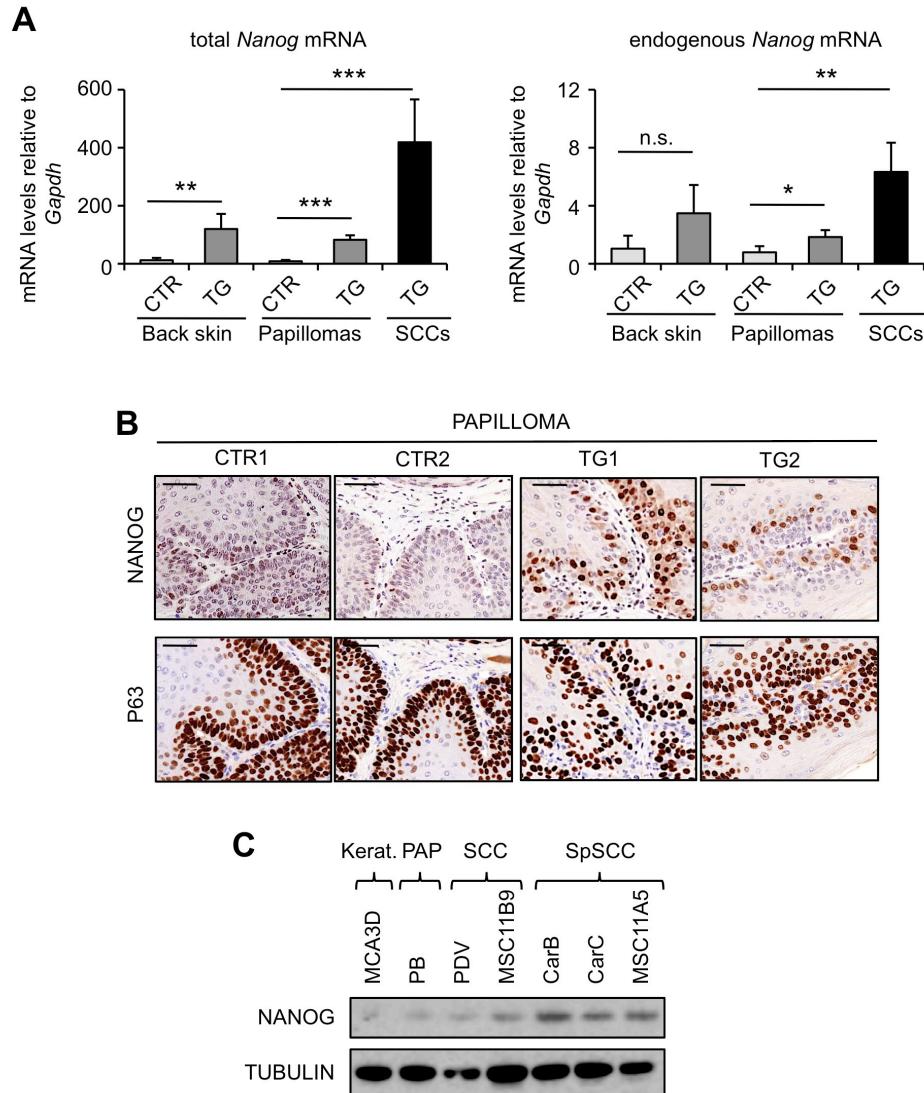 A
total Nanog mRNA
mRNA levels relative to
Gapdh
600
400
200
0
**
***
***
CTR
TG
CTR
TG
TG
Back skin
Papillomas
SCCs
endogenous Nanog mRNA
mRNA levels relative to
Gapdh
12
8
4
0
n.s.
*
**
CTR
TG
CTR
TG
TG
Back skin
Papillomas
SCCs
B
PAPILLOMA
CTR1
CTR2
TG1
TG2
NANOG
P63
C
Kerat. PAP SCC SpSCC
MCA3D
PB
PDV
MSC11B9
CarB
CarC
MSC11A5
NANOG
TUBULIN